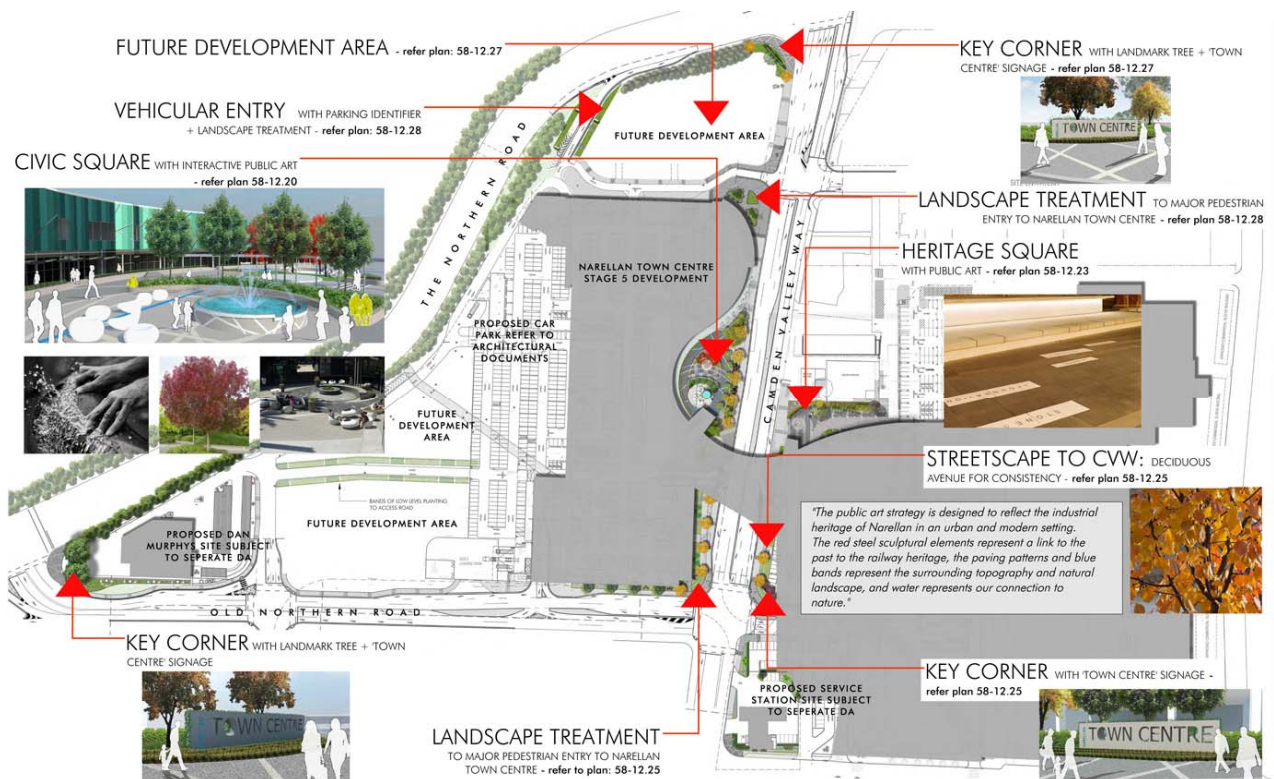 FUTURE DEVELOPMENT AREA - refer plan: 58-12.27
VEHICULAR ENTRY WITH PARKING IDENTIFIER
+ LANDSCAPE TREATMENT - refer plan: 58-12.28
CIVIC SQUARE WITH INTERACTIVE PUBLIC ART
- refer plan 58-12.20
KEY CORNER WITH LANDMARK TREE + 'TOWN
CENTRE' SIGNAGE - refer plan 58-12.27
TOWN CENTRE
LANDSCAPE TREATMENT TO MAJOR PEDESTRIAN
ENTRY TO NARELLAN TOWN CENTRE - refer plan 58-12.28
HERITAGE SQUARE
WITH PUBLIC ART - refer plan 58-12.23
STREETSCAPE TO CVW: DECIDUOUS
AVENUE FOR CONSISTENCY - refer plan 58-12.25
"The public art strategy is designed to reflect the industrial
heritage of Narellan in an urban and modern setting.
The red steel sculptural elements represent a link to the
past to the railway heritage, the paving patterns and blue
bands represent the surrounding topography and natural
landscape, and water represents our connection to
nature."
FUTURE DEVELOPMENT AREA
THE NORTHERN ROAD
CAMDEN VALLEY WAY
NARELLAN TOWN CENTRE
STAGE 5 DEVELOPMENT
PROPOSED CAR
PARK REFER TO
ARCHITECTURAL
DOCUMENTS
FUTURE
DEVELOPMENT
AREA
BANDS OF LOW LEVEL PLANTING
TO ACCESS ROAD
FUTURE DEVELOPMENT AREA
PROPOSED DAN
MURPHYS SITE SUBJECT
TO SEPERATE DA
OLD NORTHERN ROAD
KEY CORNER WITH LANDMARK TREE + 'TOWN
CENTRE' SIGNAGE
TOWN CENTRE
LANDSCAPE TREATMENT
TO MAJOR PEDESTRIAN ENTRY TO NARELLAN
TOWN CENTRE - refer to plan: 58-12.25
PROPOSED SERVICE
STATION SITE SUBJECT
TO SEPERATE DA
KEY CORNER WITH 'TOWN CENTRE' SIGNAGE -
refer plan 58-12.25
TOWN CENTRE